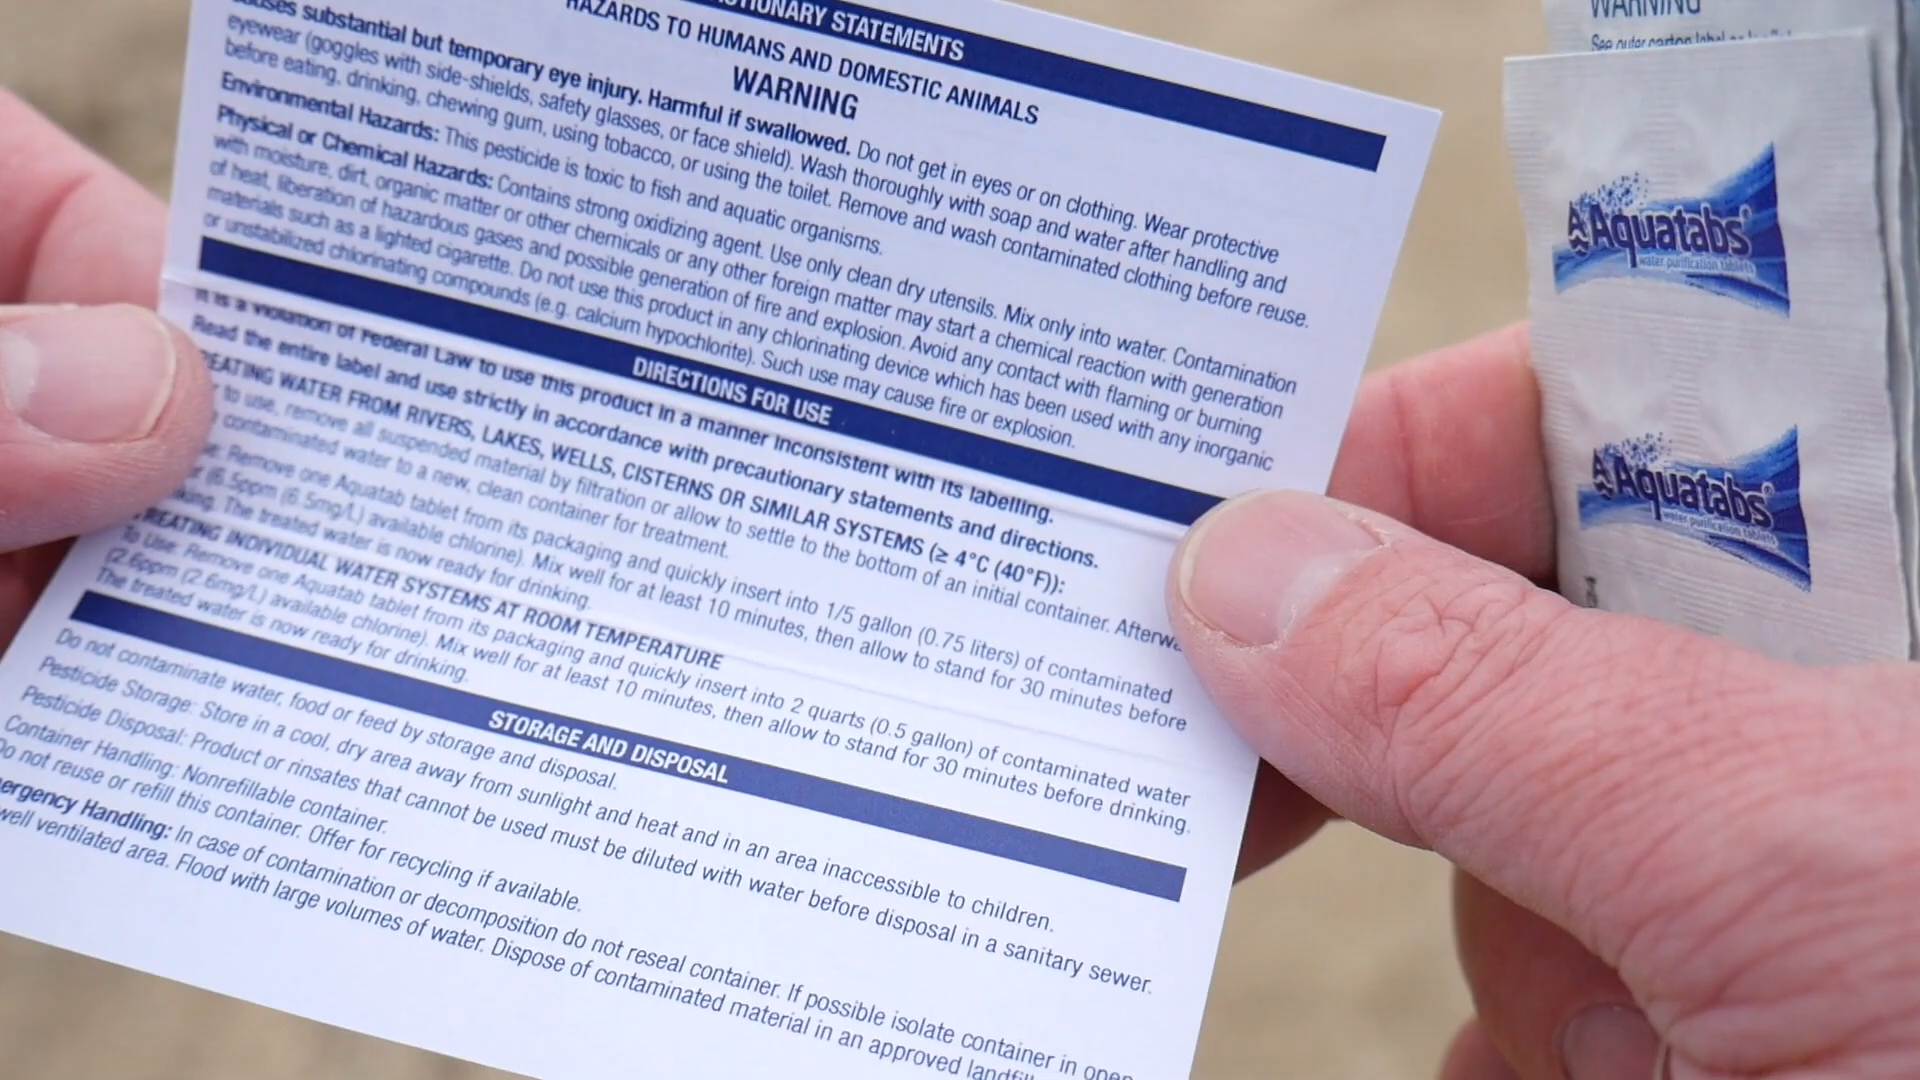 STATEMENTS
HAZARDS TO HUMANS AND DOMESTIC ANIMALS
WARNING
substantial but temporary eye injury. Harmful if swallowed. Do not get in eyes or on clothing. Wear protective
eyewear (goggles with side-shields, safety glasses, or face shield). Wash thoroughly with soap and water after handling and
before eating, drinking, chewing gum, using tobacco, or using the toilet. Remove and wash contaminated clothing before reuse.
Environmental Hazards: This pesticide is toxic to fish and aquatic organisms.
Physical or Chemical Hazards: Contains strong oxidizing agent. Use only clean dry utensils. Mix only into water. Contamination
with moisture, dirt, organic matter or other chemicals or any other foreign matter may start a chemical reaction with generation
of heat, liberation of hazardous gases and possible generation of fire and explosion. Avoid any contact with flaming or burning
materials such as a lighted cigarette. Do not use this product in any chlorinating device which has been used with any inorganic
or unstabilized chlorinating compounds (e.g. calcium hypochlorite). Such use may cause fire or explosion.
DIRECTIONS FOR USE
It is a violation of Federal Law to use this product in a manner inconsistent with its labelling.
Read the entire label and use strictly in accordance with precautionary statements and directions.
WATER FROM RIVERS, LAKES, WELLS, CISTERNS OR SIMILAR SYSTEMS (≥ 4°C (40°F)):
to use, remove all suspended material by filtration or allow to settle to the bottom of an initial container.
contaminated water to a new, clean container for treatment.
Remove one Aquatab tablet from its packaging and quickly insert into 1/5 gallon (0.75 liters) of contaminated
(6.5ppm (6.5mg/L) available chlorine). Mix well for at least 10 minutes, then allow to stand for 30 minutes before
The treated water is now ready for drinking.
TREATING INDIVIDUAL WATER SYSTEMS AT ROOM TEMPERATURE
To Use: Remove one Aquatab tablet from its packaging and quickly insert into 2 quarts (0.5 gallon) of contaminated water
(2.6ppm (2.6mg/L) available chlorine). Mix well for at least 10 minutes, then allow to stand for 30 minutes before drinking.
The treated water is now ready for drinking.
STORAGE AND DISPOSAL
Do not contaminate water, food or feed by storage and disposal.
Pesticide Storage: Store in a cool, dry area away from sunlight and heat and in an area inaccessible to children.
Pesticide Disposal: Product or rinsates that cannot be used must be diluted with water before disposal in a sanitary sewer.
Container Handling: Nonrefillable container.
Do not reuse or refill this container. Offer for recycling if available.
Handling: In case of contamination or decomposition do not reseal container. If possible isolate container in open
well ventilated area. Flood with large volumes of water. Dispose of contaminated material in an approved
WARNING
See outer carton label
Aquatabs®
water purification tablets
Aquatabs®
water purification tablets